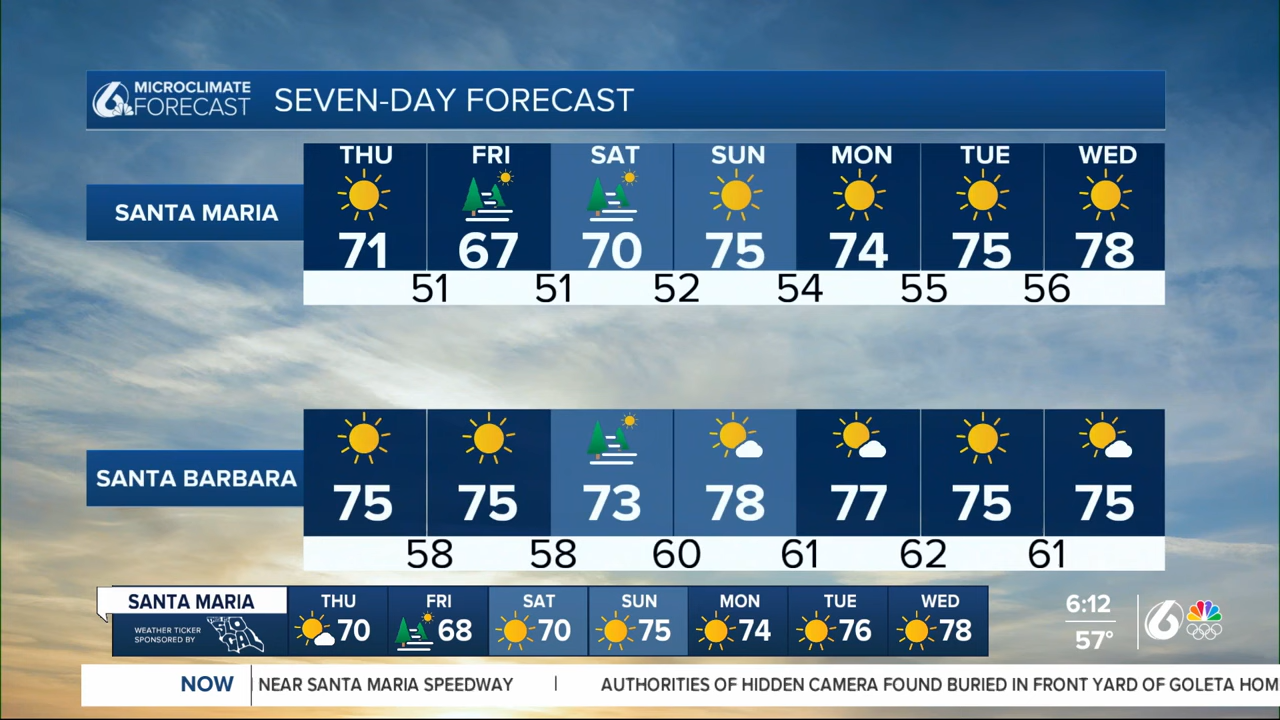 6 MICROCLIMATE FORECAST SEVEN-DAY FORECAST
THU FRI SAT SUN MON TUE WED
SANTA MARIA
71 67 70 75 74 75 78
51 51 52 54 55 56
SANTA BARBARA
75 75 73 78 77 75 75
58 58 60 61 62 61
SANTA MARIA THU FRI SAT SUN MON TUE WED
WEATHER TICKER SPONSORED BY
70 68 70 75 74 76 78
6:12
57°
6
NOW NEAR SANTA MARIA SPEEDWAY | AUTHORITIES OF HIDDEN CAMERA FOUND BURIED IN FRONT YARD OF GOLETA HOM